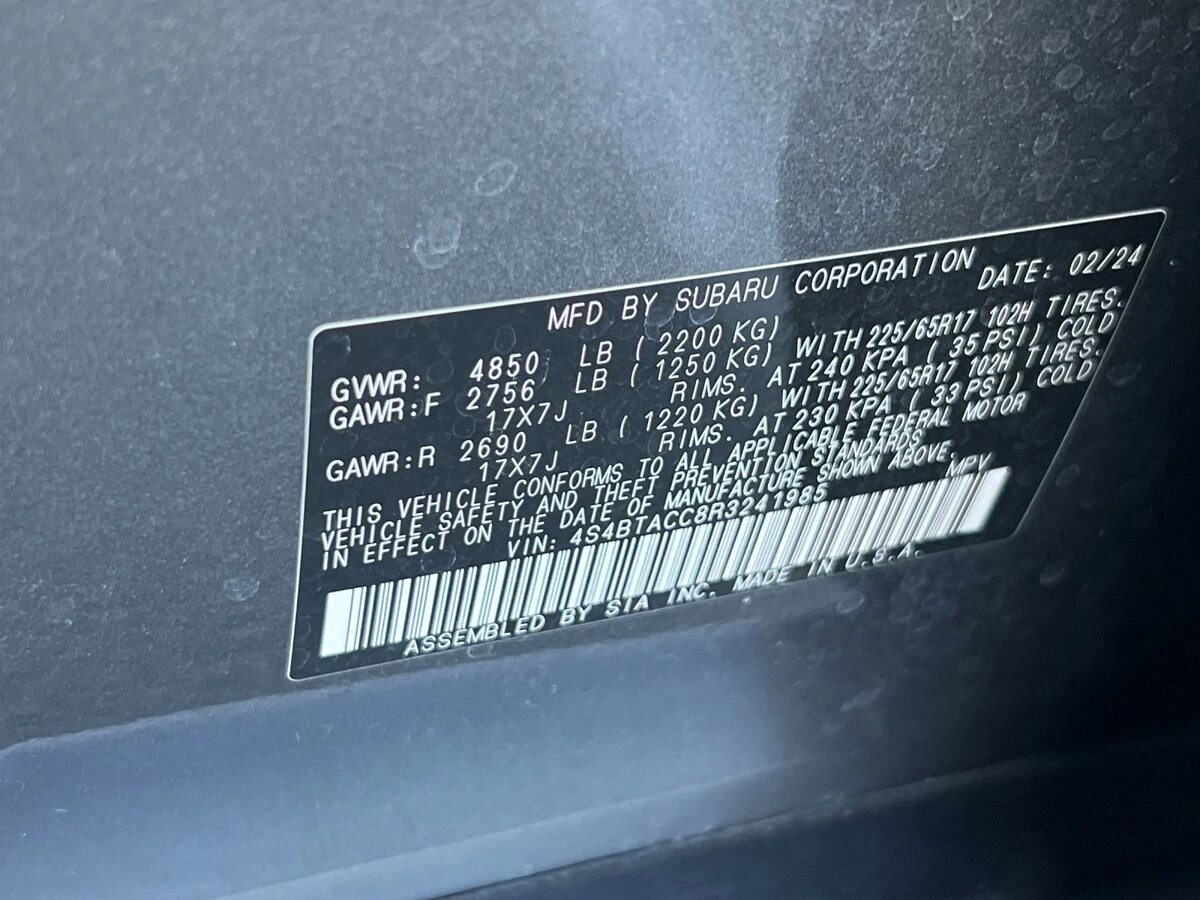 MFD BY SUBARU CORPORATION DATE: 02/24
GVWR: 4850 LB ( 2200 KG)
GAWR:F 2756 LB ( 1250 KG) WITH 225/65R17 102H TIRES.
17X7J RIMS. AT 240 KPA ( 35 PSI) COLD
GAWR:R 2690 LB ( 1220 KG) WITH 225/65R17 102H TIRES.
17X7J RIMS. AT 230 KPA ( 33 PSI) COLD
THIS VEHICLE CONFORMS TO ALL APPLICABLE FEDERAL MOTOR
VEHICLE SAFETY AND THEFT PREVENTION STANDARDS
IN EFFECT ON THE DATE OF MANUFACTURE SHOWN ABOVE.
VIN: 4S4BTACC8R3241985 MPV
ASSEMBLED BY SIA INC. MADE IN U.S.A.